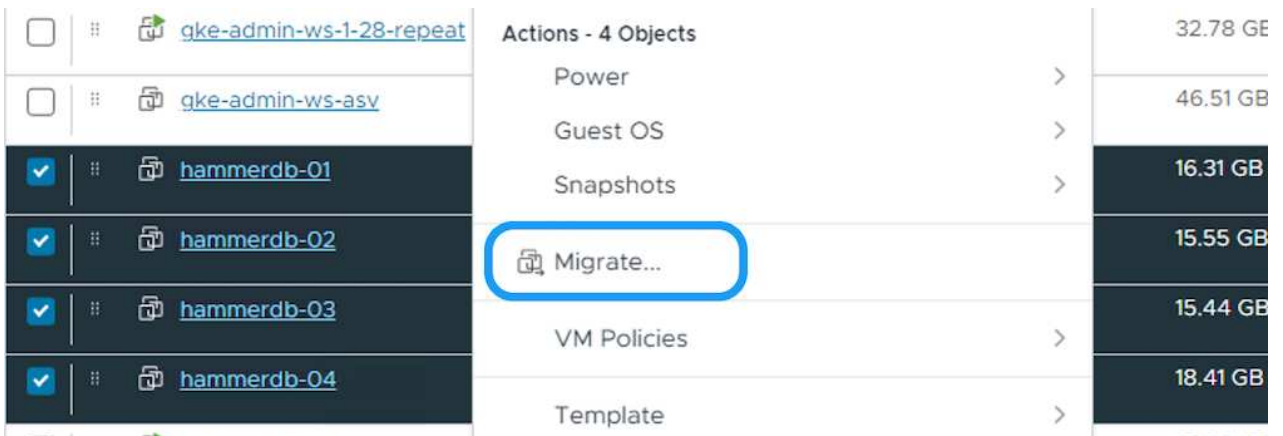 gke-admin-ws-1-28-repeat
Actions - 4 Objects
32.78 GB
Power
gke-admin-ws-asv
46.51 GB
Guest OS
hammerdb-01
16.31 GB
Snapshots
hammerdb-02
15.55 GB
Migrate...
hammerdb-03
15.44 GB
VM Policies
hammerdb-04
18.41 GB
Template